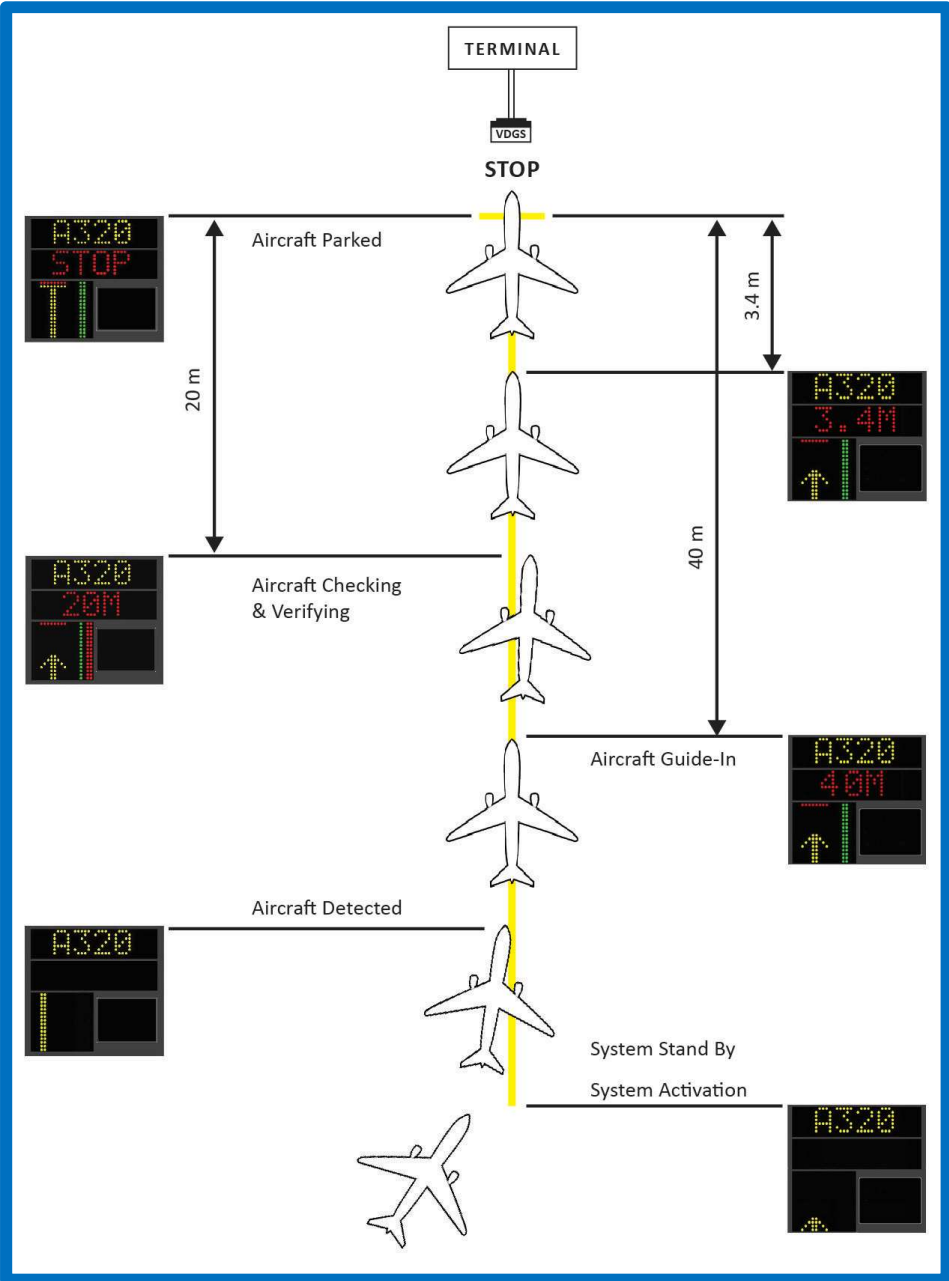 TERMINAL
VDGS
STOP
A320
STOP
Aircraft Parked
3.4 m
20 m
A320
3.4M
40 m
A320
20M
Aircraft Checking
& Verifying
Aircraft Guide-In
A320
40M
Aircraft Detected
A320
System Stand By
System Activation
A320